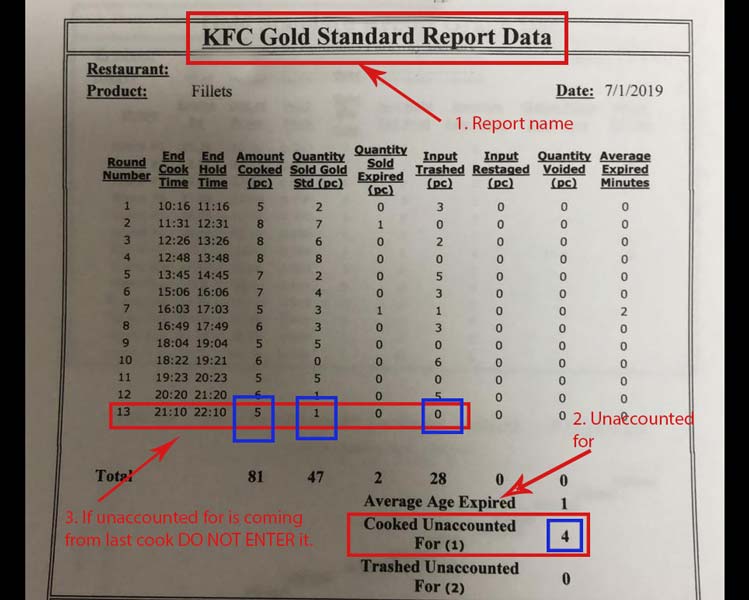 KFC Gold Standard Report Data
Restaurant:
Product: Fillets Date: 7/1/2019
1. Report name
Round Number End Cook Time End Hold Time Amount Cooked (pc) Quantity Sold Gold Std (pc) Quantity Sold Expired (pc) Input Trashed (pc) Input Restaged (pc) Quantity Voided (pc) Average Expired Minutes
1 10:16 11:16 5 2 0 3 0 0 0
2 11:31 12:31 8 7 1 0 0 0 0
3 12:26 13:26 8 6 0 2 0 0 0
4 12:48 13:48 8 8 0 0 0 0 0
5 13:45 14:45 7 2 0 5 0 0 0
6 15:06 16:06 7 4 0 3 0 0 0
7 16:03 17:03 5 3 1 1 0 0 2
8 16:49 17:49 6 3 0 3 0 0 0
9 18:04 19:04 5 5 0 0 0 0 0
10 18:22 19:21 6 0 0 6 0 0 0
11 19:23 20:23 5 5 0 0 0 0 0
12 20:20 21:20 6 1 0 5 0 0 0
13 21:10 22:10 5 1 0 0 0 0 0
2. Unaccounted
for
Total 81 47 2 28 0 0
Average Age Expired 1
3. If unaccounted for is coming
from last cook DO NOT ENTER it.
Cooked Unaccounted
For (1) 4
Trashed Unaccounted
For (2) 0